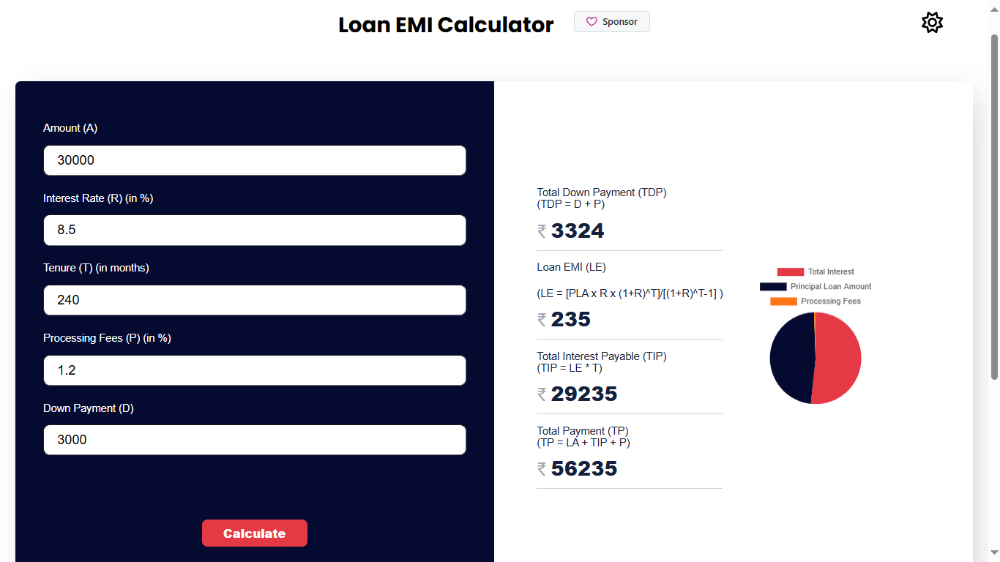 Loan EMI Calculator
Sponsor
Amount (A)
30000
Interest Rate (R) (in %)
8.5
Tenure (T) (in months)
240
Processing Fees (P) (in %)
1.2
Down Payment (D)
3000
Calculate
Total Down Payment (TDP)
(TDP = D + P)
₹ 3324
Loan EMI (LE)
(LE = [PLA x R x (1+R)^T]/[(1+R)^T-1] )
₹ 235
Total Interest Payable (TIP)
(TIP = LE * T)
₹ 29235
Total Payment (TP)
(TP = LA + TIP + P)
₹ 56235
Total Interest
Principal Loan Amount
Processing Fees